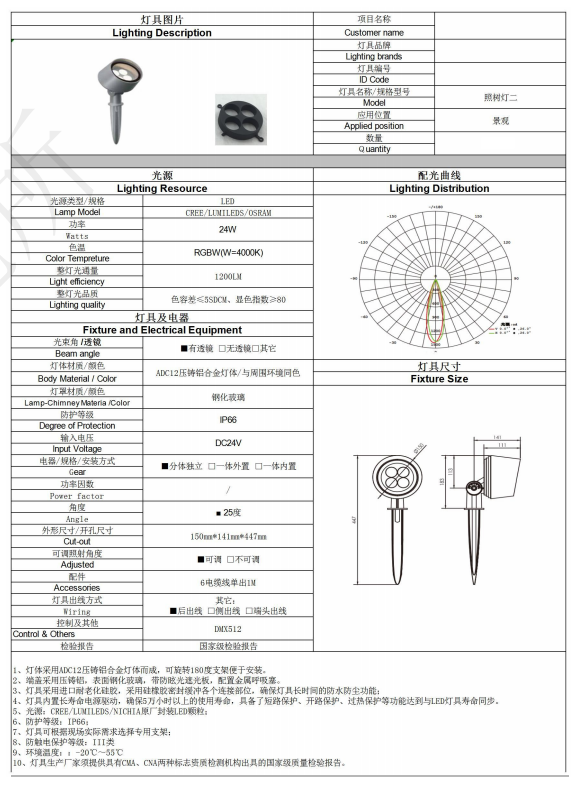 灯具图片
Lighting Description
项目名称
Customer name
灯具品牌
Lighting brands
灯具编号
ID Code
灯具名称/规格型号
Model
照树灯二
应用位置
Applied position
景观
数量
Quantity
光源
Lighting Resource
配光曲线
Lighting Distribution
光源类型/规格
Lamp Model
LED
CREE/LUMILEDS/OSRAM
功率
Watts
24W
色温
Color Tempreture
RGBW(W=4000K)
整灯光通量
Light efficiency
1200LM
整灯光品质
Lighting quality
色容差≤5SDCM、显色指数≥80
灯具及电器
Fixture and Electrical Equipment
光束角 /透镜
Beam angle
■有透镜 □无透镜□其它
灯体材质/颜色
Body Material / Color
ADC12压铸铝合金灯体/与周围环境同色
灯罩材质/颜色
Lamp-Chimney Materia /Color
钢化玻璃
防护等级
Degree of Protection
IP66
输入电压
Input Voltage
DC24V
电器/规格/安装方式
Gear
■分体独立 □一体外置 □一体内置
功率因数
Power factor
/
角度
Angle
■ 25度
外形尺寸/开孔尺寸
Cut-out
150mm*141mm*447mm
可调照射角度
Adjusted
■可调 □不可调
配件
Accessories
6电缆线单出1M
灯具出线方式
Wiring
其它:
■后出线 □侧出线 □端头出线
控制及其他
Control & Others
DMX512
检验报告
国家级检验报告
-/+180
-150
150
-120
120
-90
90
-60
60
-30
30
灯具尺寸
Fixture Size
141
111
Ø150
113
183
447
1、灯体采用ADC12压铸铝合金灯体而成，可旋转180度支架便于安装。
2、端盖采用压铸铝，表面钢化玻璃，带防眩光遮光板，配置金属呼吸塞。
3、灯具采用进口耐老化硅胶，采用硅橡胶密封缓冲各个连接部位，确保灯具长时间的防水防尘功能；
4、灯具内置长寿命电源驱动，确保5万小时以上的使用寿命，具备了短路保护、开路保护、过热保护等功能达到与LED灯具寿命同步。
5、光源：CREE/LUMILEDS/NICHIA原厂封装LED颗粒；
6、防护等级：IP66；
7、灯具可根据现场实际需求选择专用支架；
8、防触电保护等级：III类
9、环境温度：：-20℃～55℃
10、灯具生产厂家须提供具有CMA、CNA两种标志资质检测机构出具的国家级质量检验报告。